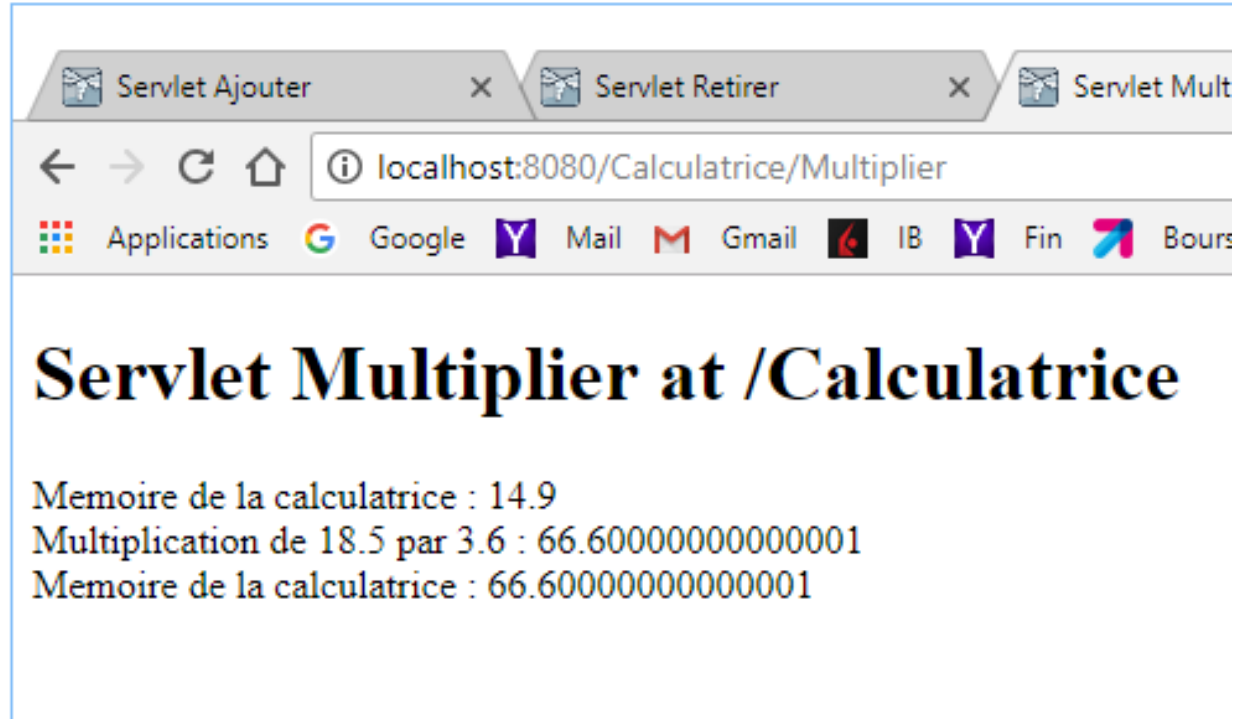 Servlet Ajouter
Servlet Retirer
Servlet Mult
localhost:8080/Calculatrice/Multiplier
Applications Google Mail Gmail IB Fin Bours
Servlet Multiplier at /Calculatrice
Memoire de la calculatrice : 14.9
Multiplication de 18.5 par 3.6 : 66.60000000000001
Memoire de la calculatrice : 66.60000000000001